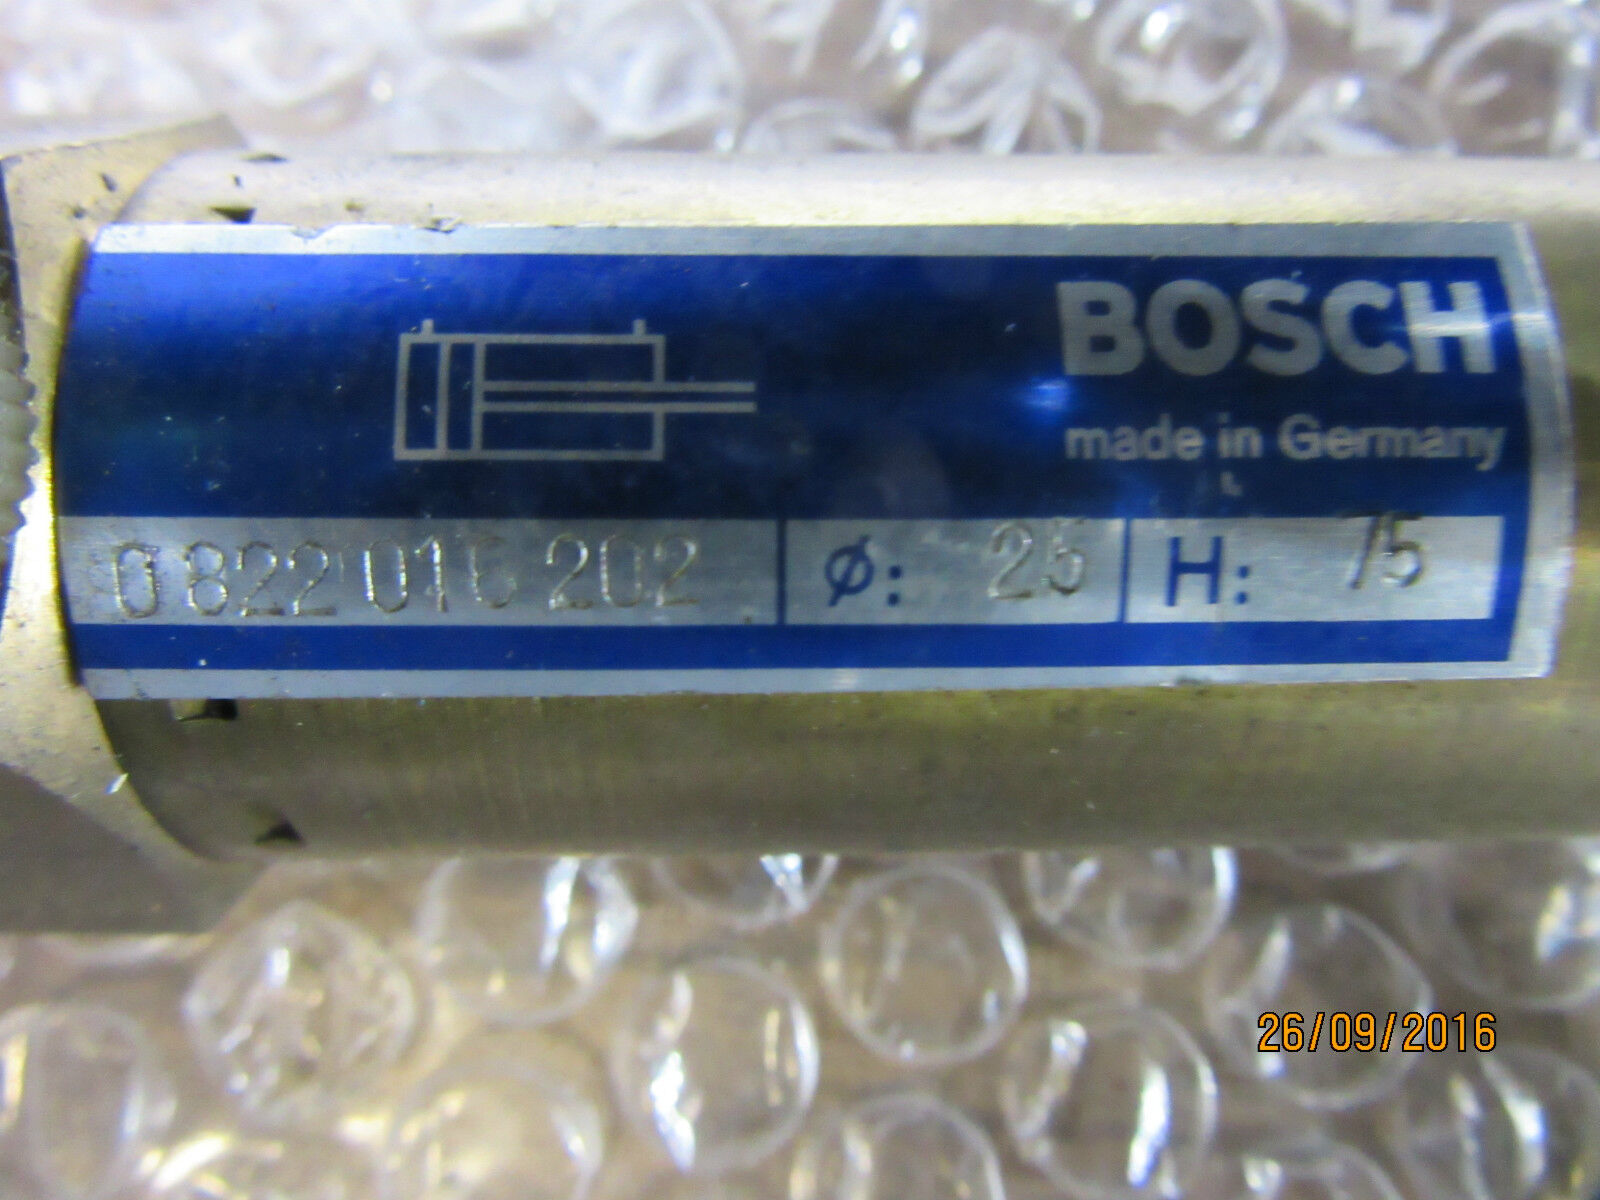 BOSCH
made in Germany
0 822 016 202 Ø: 25 H: 75
26/09/2016